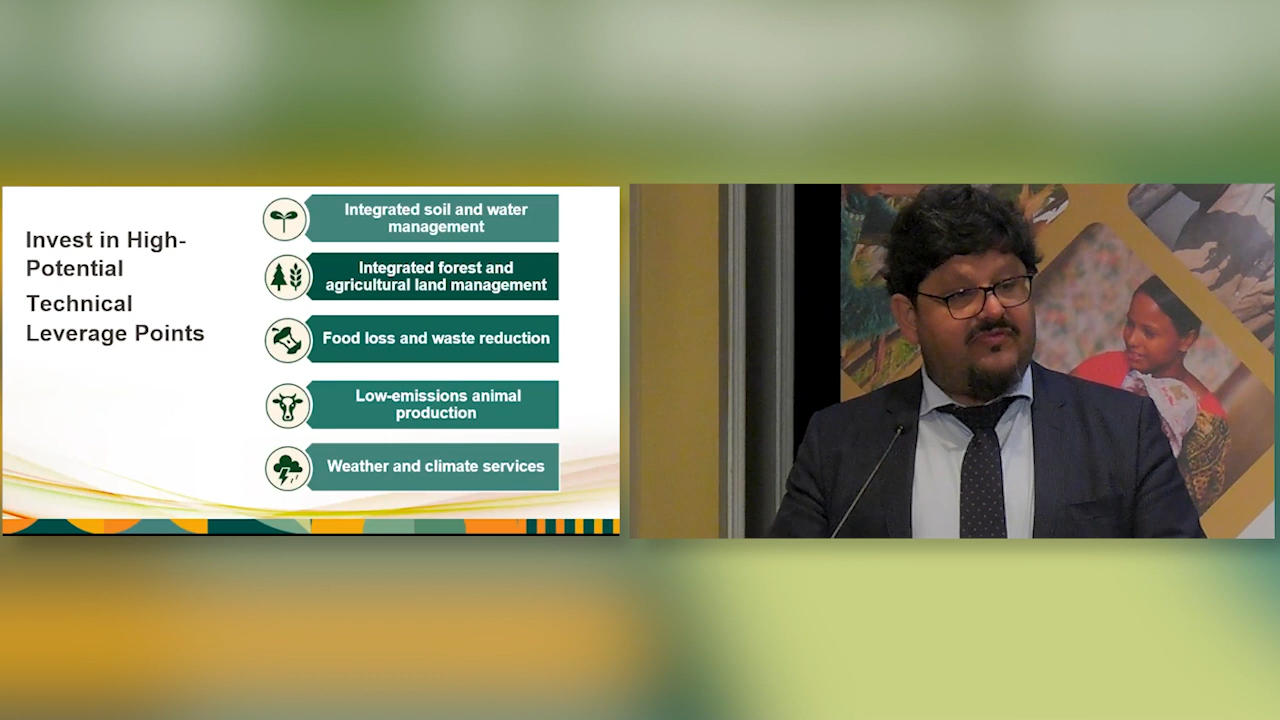 Invest in High-
Potential
Technical
Leverage Points
Integrated soil and water
management
Integrated forest and
agricultural land management
Food loss and waste reduction
Low-emissions animal
production
Weather and climate services